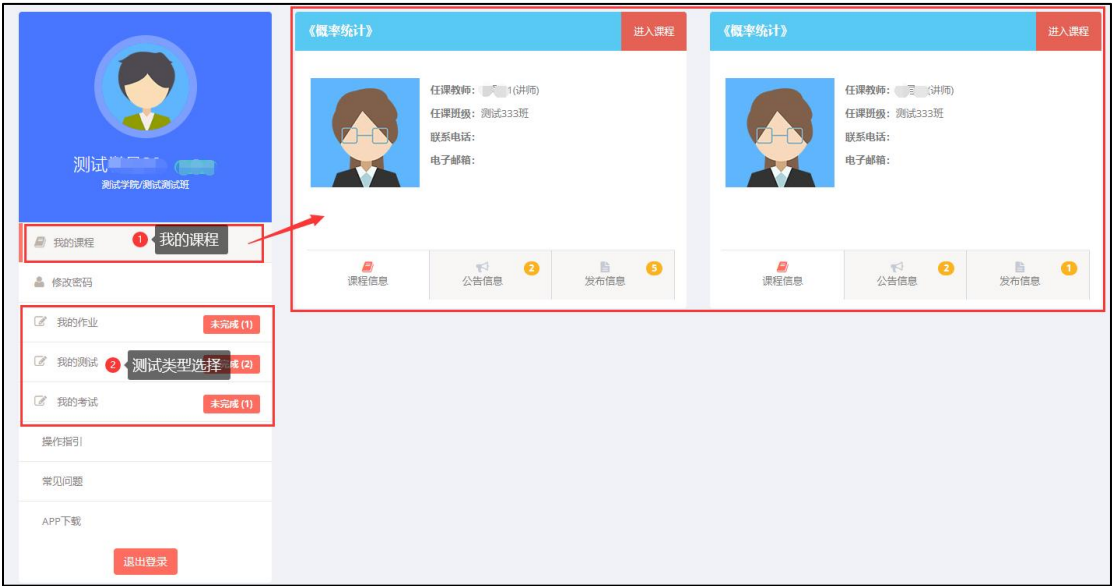 测试
测试学院/测试测试班
我的课程
1 我的课程
修改密码
我的作业
未完成 (1)
我的测试
2 测试类型选择
成 (2)
我的考试
未完成 (1)
操作指引
常见问题
APP下载
退出登录
《概率统计》
进入课程
任课教师: 1(讲师)
任课班级: 测试333班
联系电话:
电子邮箱:
课程信息
公告信息
2
发布信息
5
《概率统计》
进入课程
任课教师: (讲师)
任课班级: 测试333班
联系电话:
电子邮箱:
课程信息
公告信息
2
发布信息
1